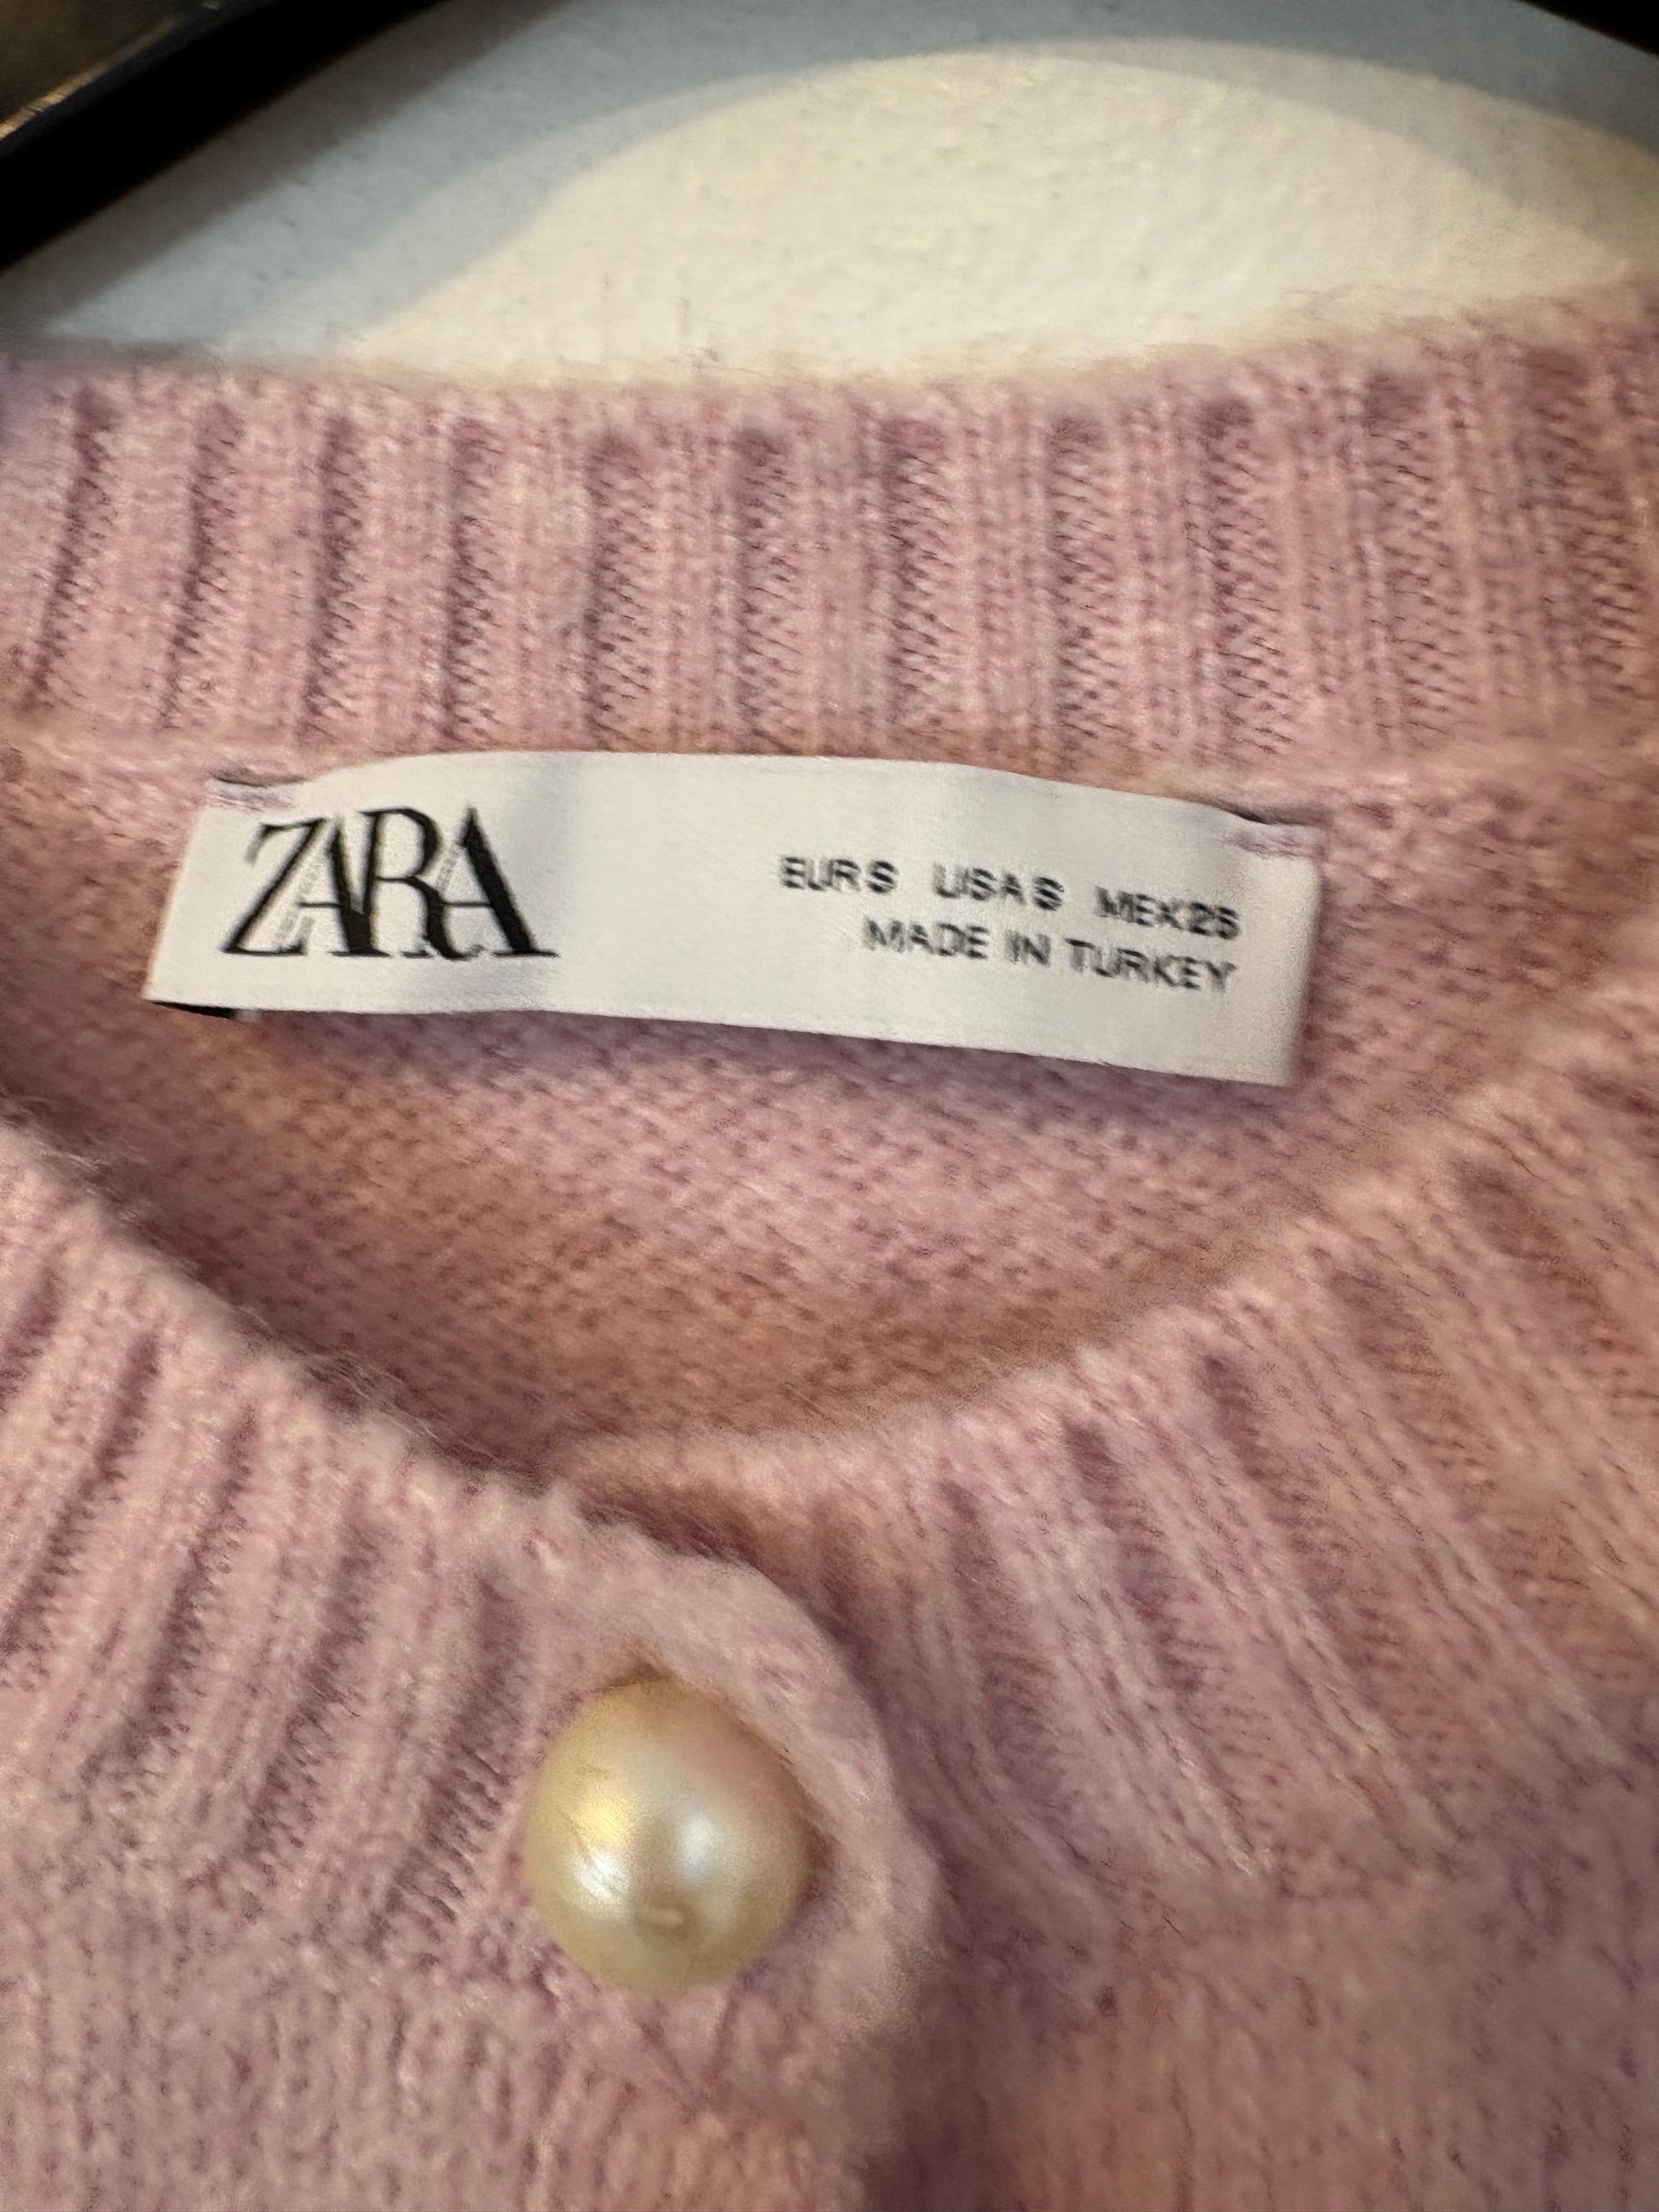 ZARA
EUR S USA S MEX 26
MADE IN TURKEY